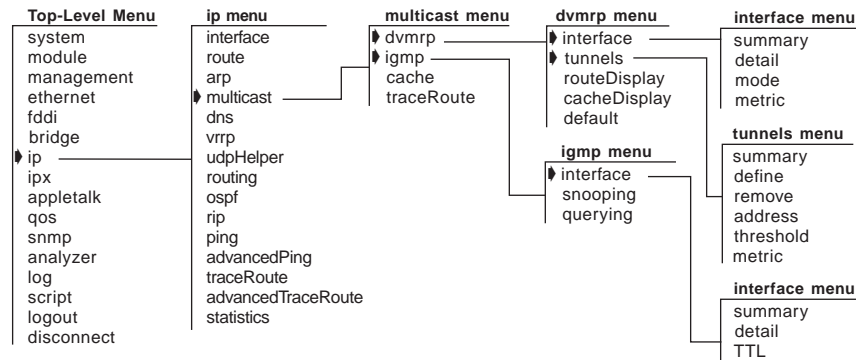 Top-Level Menu
system
module
management
ethernet
fddi
bridge
ip
ipx
appletalk
qos
snmp
analyzer
log
script
logout
disconnect
ip menu
interface
route
arp
multicast
dns
vrrp
udpHelper
routing
ospf
rip
ping
advancedPing
traceRoute
advancedTraceRoute
statistics
multicast menu
dvmrp
igmp
cache
traceRoute
dvmrp menu
interface
tunnels
routeDisplay
cacheDisplay
default
igmp menu
interface
snooping
querying
interface menu
summary
detail
mode
metric
tunnels menu
summary
define
remove
address
threshold
metric
interface menu
summary
detail
TTL